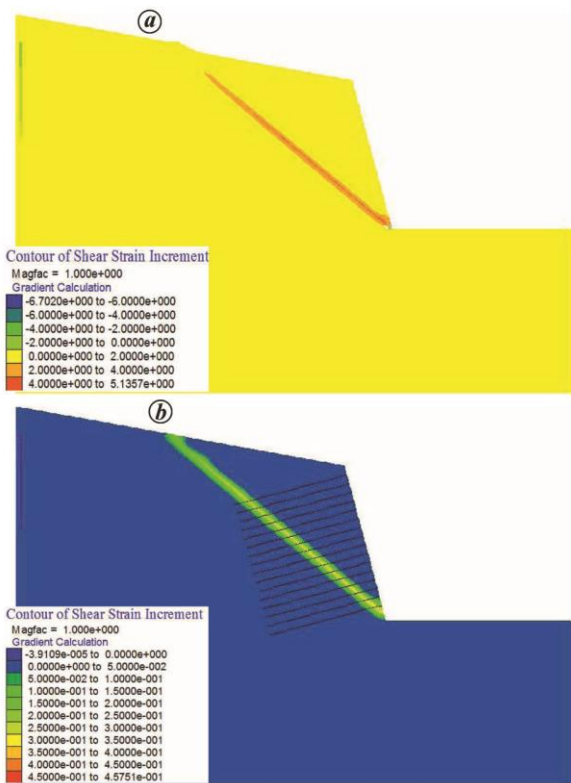 a
Contour of Shear Strain Increment
Magfac = 1.000e+000
Gradient Calculation
-6.7020e+000 to -6.0000e+000
-6.0000e+000 to -4.0000e+000
-4.0000e+000 to -2.0000e+000
-2.0000e+000 to 0.0000e+000
0.0000e+000 to 2.0000e+000
2.0000e+000 to 4.0000e+000
4.0000e+000 to 5.1357e+000
b
Contour of Shear Strain Increment
Magfac = 1.000e+000
Gradient Calculation
-3.9109e-005 to 0.0000e+000
0.0000e+000 to 5.0000e-002
5.0000e-002 to 1.0000e-001
1.0000e-001 to 1.5000e-001
1.5000e-001 to 2.0000e-001
2.0000e-001 to 2.5000e-001
2.5000e-001 to 3.0000e-001
3.0000e-001 to 3.5000e-001
3.5000e-001 to 4.0000e-001
4.0000e-001 to 4.5000e-001
4.5000e-001 to 4.5751e-001